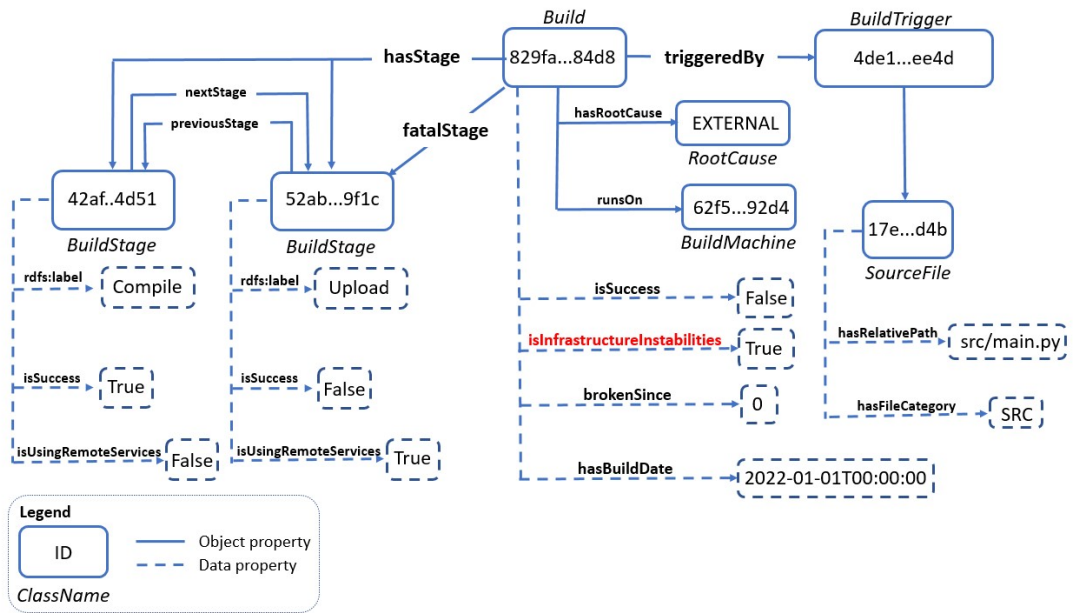 Build
BuildTrigger
829fa...84d8
4de1...ee4d
hasStage
triggeredBy
nextStage
previousStage
fatalStage
hasRootCause
EXTERNAL
RootCause
runsOn
62f5...92d4
BuildMachine
42af..4d51
BuildStage
52ab...9f1c
BuildStage
17e...d4b
SourceFile
rdfs:label
Compile
rdfs:label
Upload
isSuccess
False
isInfrastructureInstabilities
True
hasRelativePath
src/main.py
isSuccess
True
isSuccess
False
brokenSince
0
hasFileCategory
SRC
isUsingRemoteServices
False
isUsingRemoteServices
True
hasBuildDate
2022-01-01T00:00:00
Legend
ID
ClassName
Object property
Data property